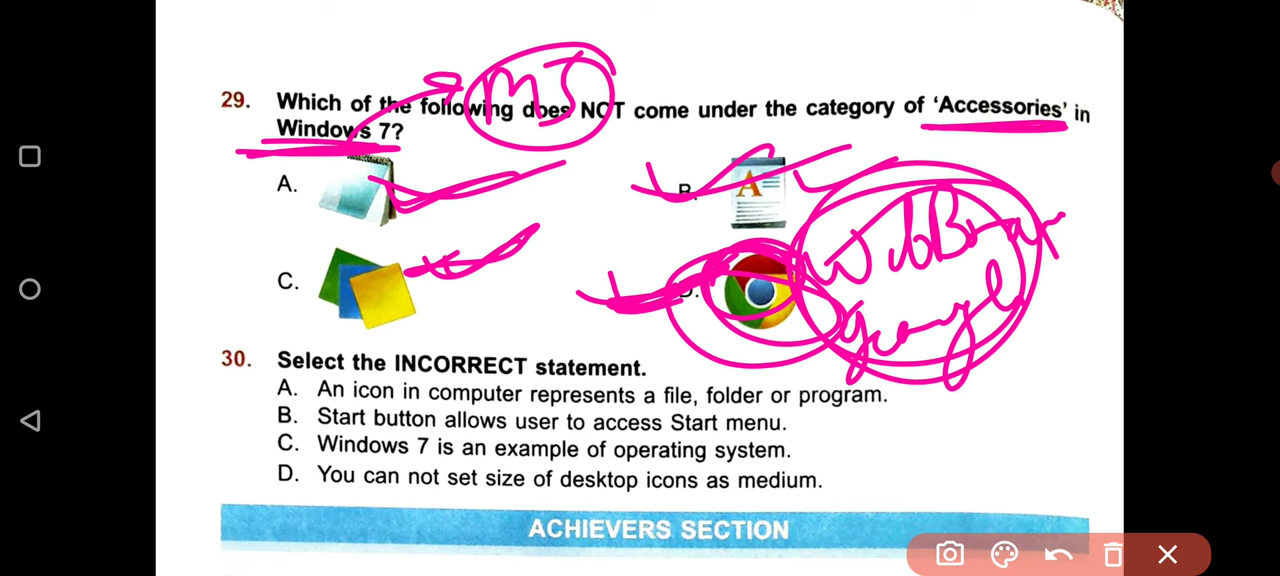 29. Which of the following does NOT come under the category of ‘Accessories’ in
Windows 7?
MS
A.
B.
A
Web Brow
google
C.
D.
30. Select the INCORRECT statement.
A. An icon in computer represents a file, folder or program.
B. Start button allows user to access Start menu.
C. Windows 7 is an example of operating system.
D. You can not set size of desktop icons as medium.
ACHIEVERS SECTION